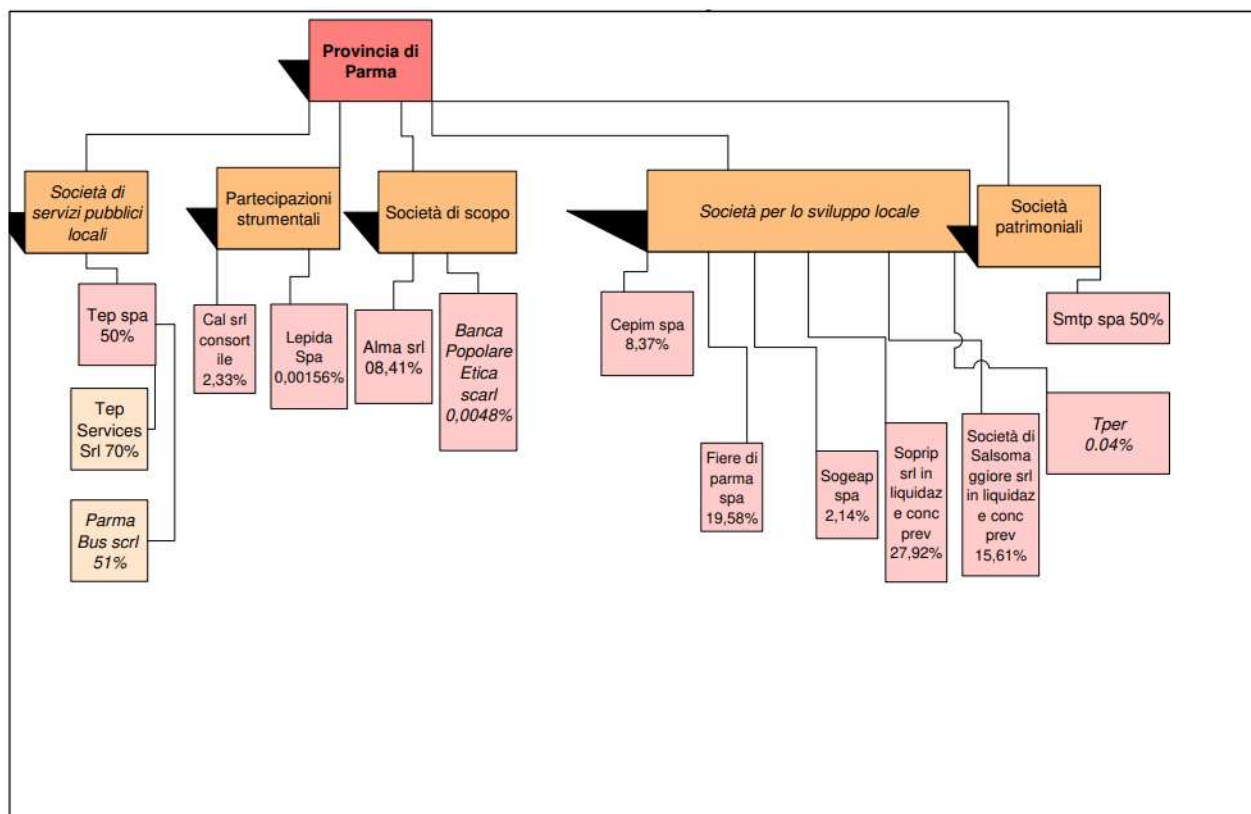 Provincia di
Parma
Società di
servizi pubblici
locali
Partecipazioni
strumentali
Società di scopo
Società per lo sviluppo locale
Società
patrimoniali
Tep spa
50%
Tep
Services
Srl 70%
Parma
Bus scrl
51%
Cal srl
consort
ile
2,33%
Lepida
Spa
0,00156%
Alma srl
08,41%
Banca
Popolare
Etica
scarl
0,0048%
Cepim spa
8,37%
Fiere di
parma
spa
19,58%
Sogeap
spa
2,14%
Soprip
srl in
liquidaz
e conc
prev
27,92%
Società di
Salsoma
ggiore srl
in liquidaz
e conc
prev
15,61%
Tper
0.04%
Smtp spa 50%